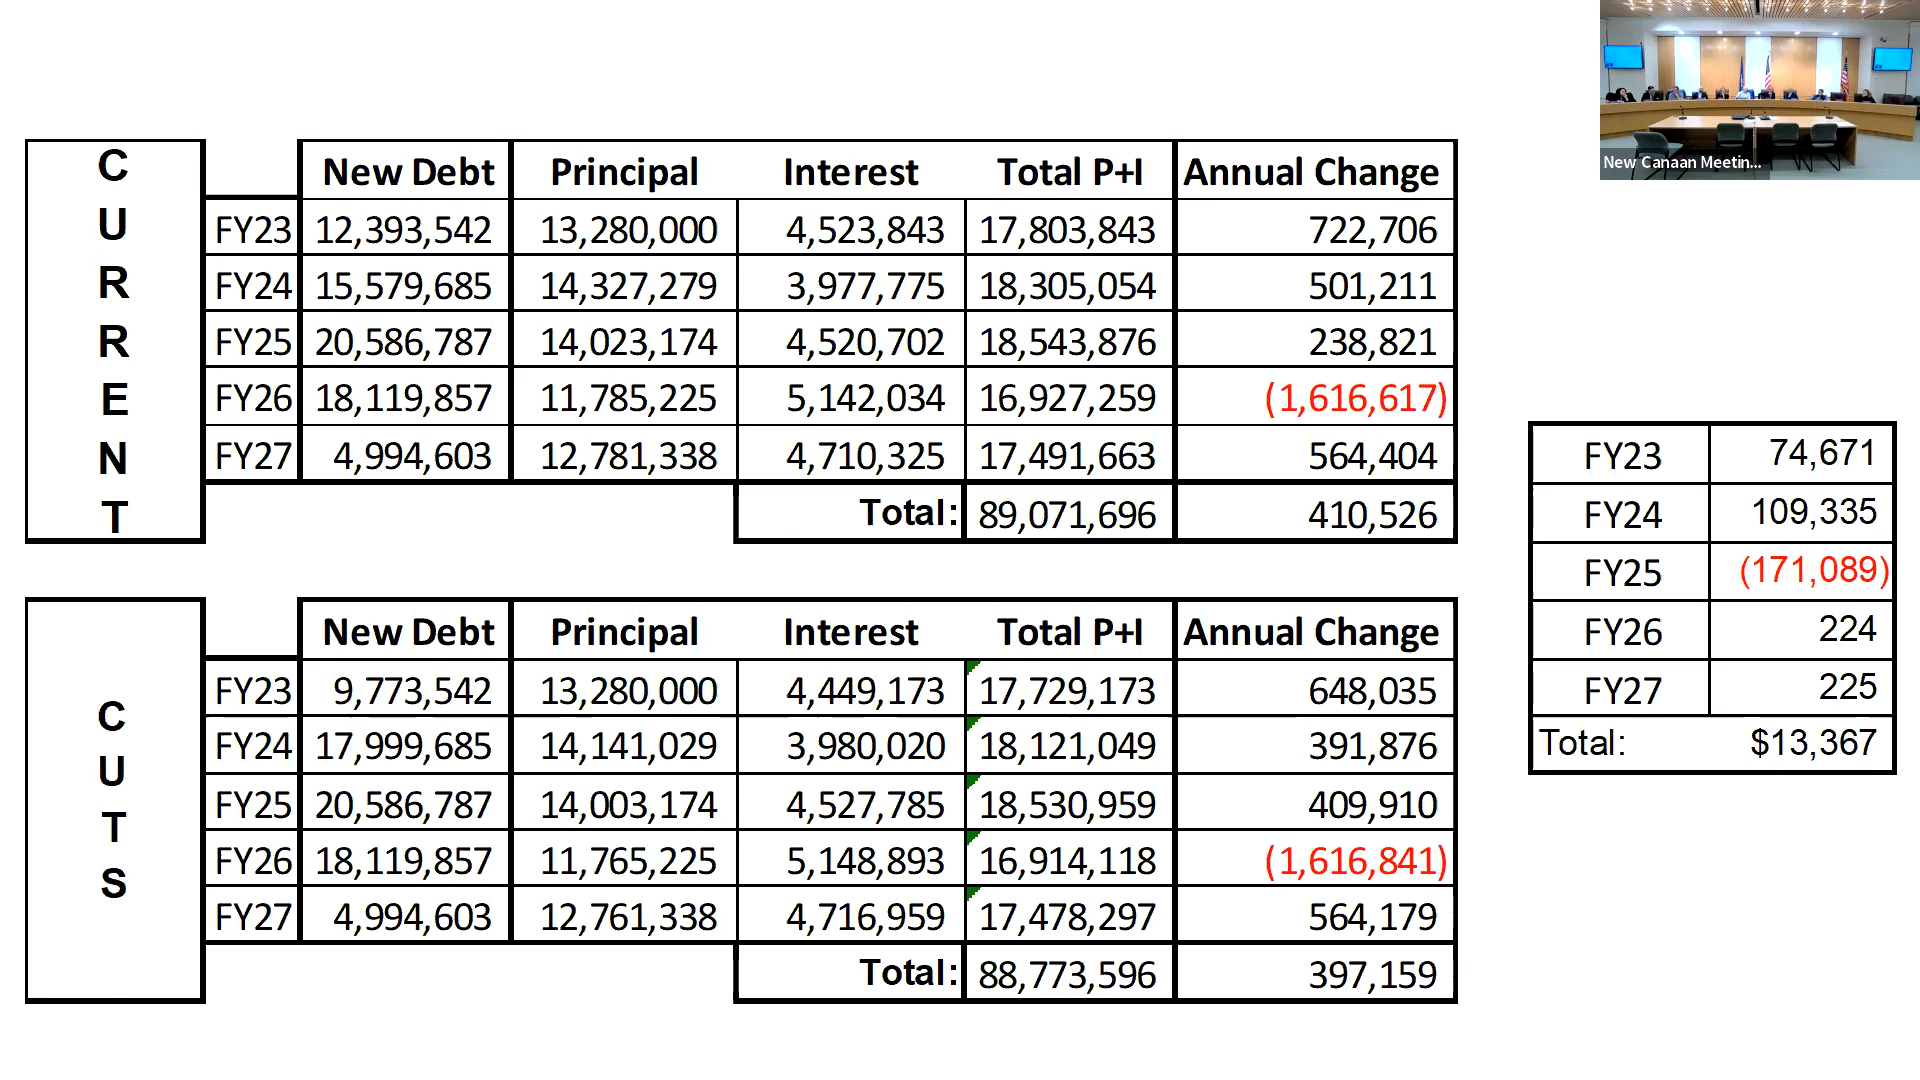 New Canaan Meetin...
CURRENT
New Debt Principal Interest Total P+I Annual Change
FY23 12,393,542 13,280,000 4,523,843 17,803,843 722,706
FY24 15,579,685 14,327,279 3,977,775 18,305,054 501,211
FY25 20,586,787 14,023,174 4,520,702 18,543,876 238,821
FY26 18,119,857 11,785,225 5,142,034 16,927,259 (1,616,617)
FY27 4,994,603 12,781,338 4,710,325 17,491,663 564,404
Total: 89,071,696 410,526
CUTS
New Debt Principal Interest Total P+I Annual Change
FY23 9,773,542 13,280,000 4,449,173 17,729,173 648,035
FY24 17,999,685 14,141,029 3,980,020 18,121,049 391,876
FY25 20,586,787 14,003,174 4,527,785 18,530,959 409,910
FY26 18,119,857 11,765,225 5,148,893 16,914,118 (1,616,841)
FY27 4,994,603 12,761,338 4,716,959 17,478,297 564,179
Total: 88,773,596 397,159
FY23 74,671
FY24 109,335
FY25 (171,089)
FY26 224
FY27 225
Total: $13,367